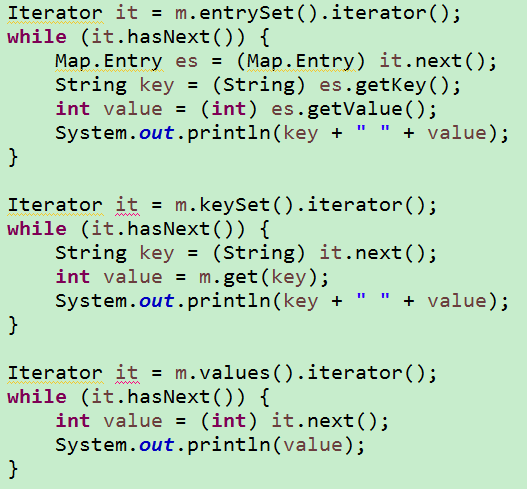 Iterator it = m.entrySet().iterator();
while (it.hasNext()) {
    Map.Entry es = (Map.Entry) it.next();
    String key = (String) es.getKey();
    int value = (int) es.getValue();
    System.out.println(key + " " + value);
}

Iterator it = m.keySet().iterator();
while (it.hasNext()) {
    String key = (String) it.next();
    int value = m.get(key);
    System.out.println(key + " " + value);
}

Iterator it = m.values().iterator();
while (it.hasNext()) {
    int value = (int) it.next();
    System.out.println(value);
}